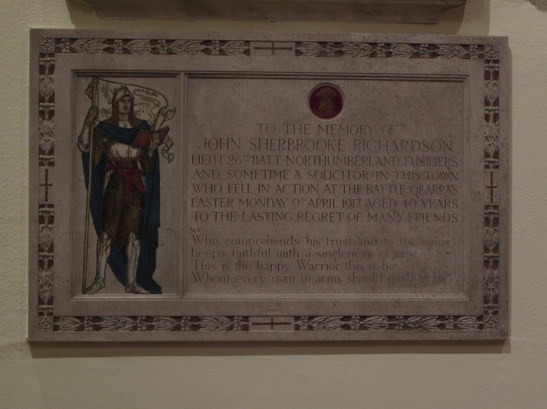 TO THE MEMORY OF
JOHN SHERBROOKE RICHARDSON
LIEUT 26TH BATT NORTHUMBERLAND FUSILIERS
AND SOMETIME A SOLICITOR IN THIS TOWN
WHO FELL IN ACTION AT THE BATTLE OF ARRAS
EASTER MONDAY 9TH APRIL 1917 AGED 40 YEARS
TO THE LASTING REGRET OF MANY FRIENDS
Who comprehends his trust and to the same
keeps faithful with a singleness of aim
This is the happy Warrior this is he
Whom every man in arms should